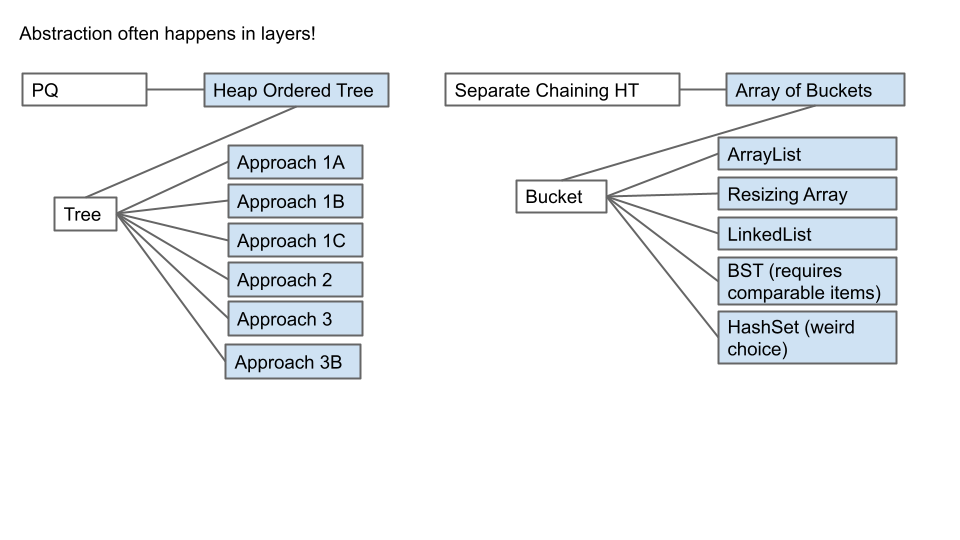 Abstraction often happens in layers!
PQ
Heap Ordered Tree
Tree
Approach 1A
Approach 1B
Approach 1C
Approach 2
Approach 3
Approach 3B
Separate Chaining HT
Array of Buckets
Bucket
ArrayList
Resizing Array
LinkedList
BST (requires
comparable items)
HashSet (weird
choice)